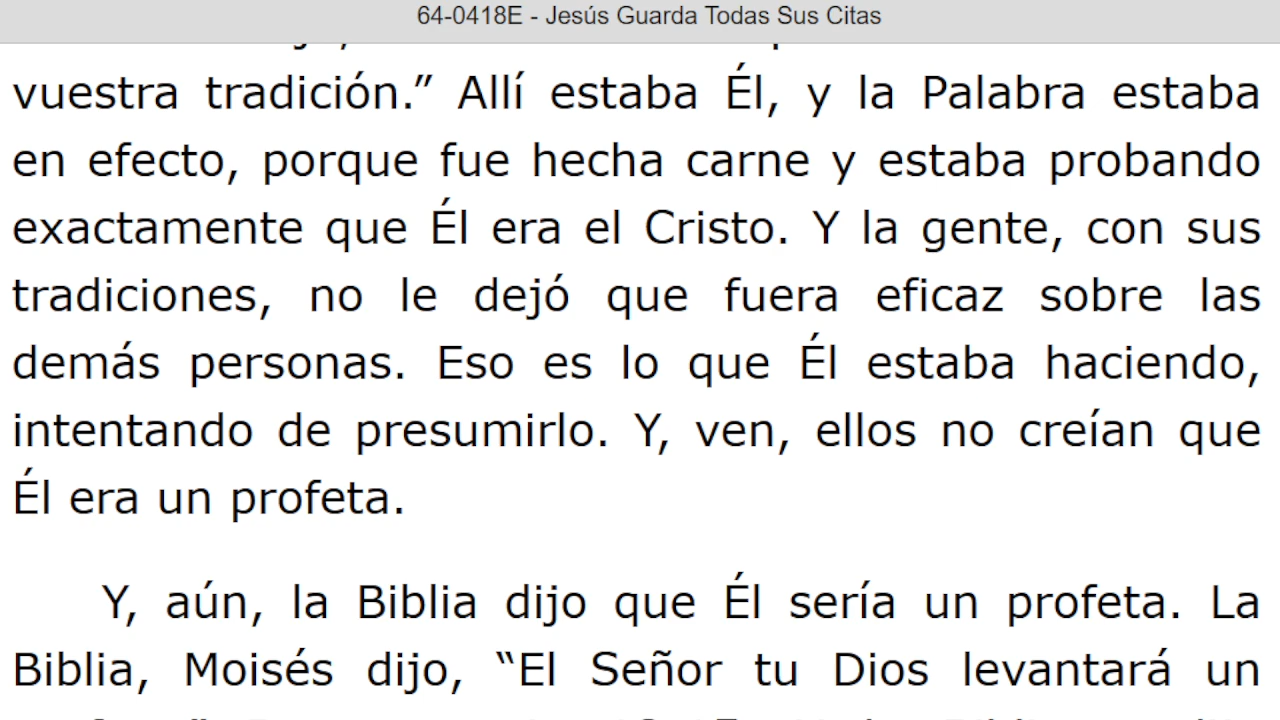 64-0418E - Jesús Guarda Todas Sus Citas
vuestra tradición.” Allí estaba Él, y la Palabra estaba
en efecto, porque fue hecha carne y estaba probando
exactamente que Él era el Cristo. Y la gente, con sus
tradiciones, no le dejó que fuera eficaz sobre las
demás personas. Eso es lo que Él estaba haciendo,
intentando de presumirlo. Y, ven, ellos no creían que
Él era un profeta.
Y, aún, la Biblia dijo que Él sería un profeta. La
Biblia, Moisés dijo, “El Señor tu Dios levantará un